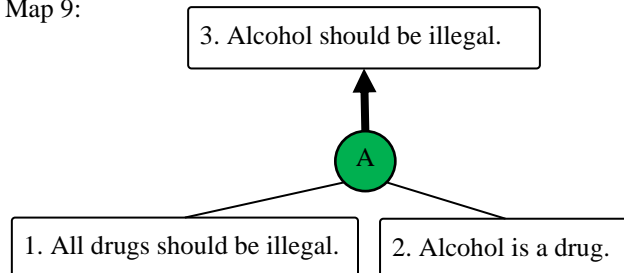 Map 9:
3. Alcohol should be illegal.
A
1. All drugs should be illegal.
2. Alcohol is a drug.